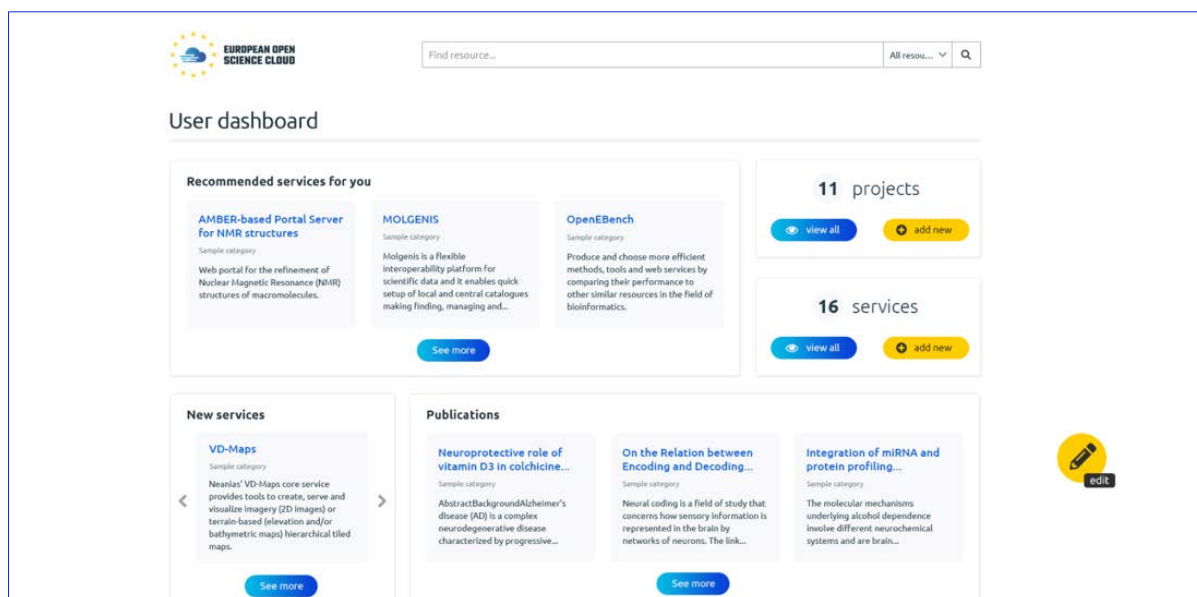 EUROPEAN OPEN
SCIENCE CLOUD
Find resource...
All resou...
User dashboard
Recommended services for you
AMBER-based Portal Server
for NMR structures
Sample category
Web portal for the refinement of
Nuclear Magnetic Resonance (NMR)
structures of macromolecules.
MOLGENIS
Sample category
Molgenis is a flexible
interoperability platform for
scientific data and it enables quick
setup of local and central catalogues
making finding, managing and...
OpenEBench
Sample category
Produce and choose more efficient
methods, tools and web services by
comparing their performance to
other similar resources in the field of
bioinformatics.
See more
11 projects
view all
add new
16 services
view all
add new
New services
VD-Maps
Sample category
Neanias' VD-Maps core service
provides tools to create, serve and
visualize imagery (2D images) or
terrain-based (elevation and/or
bathymetric maps) hierarchical tiled
maps.
See more
Publications
Neuroprotective role of
vitamin D3 in colchicine...
Sample category
AbstractBackgroundAlzheimer's
disease (AD) is a complex
neurodegenerative disease
characterized by progressive...
On the Relation between
Encoding and Decoding...
Sample category
Neural coding is a field of study that
concerns how sensory information is
represented in the brain by
networks of neurons. The link...
Integration of miRNA and
protein profiling...
Sample category
The molecular mechanisms
underlying alcohol dependence
involve different neurochemical
systems and are brain...
See more
edit